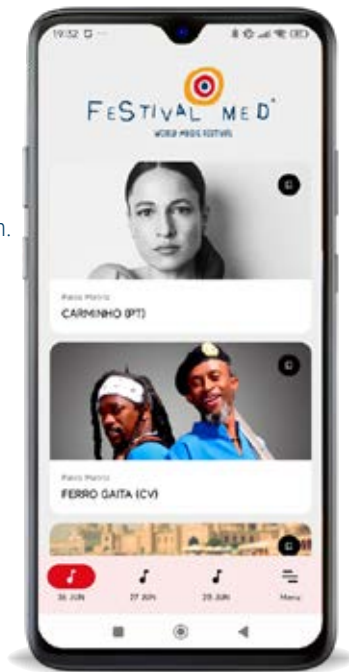 19:32
FESTIVAL MED
WORLD MUSIC FESTIVAL
n.
Palco Matriz
CARMINHO (PT)
Palco Matriz
FERRO GAITA (CV)
26 JUN
27 JUN
28 JUN
Menu